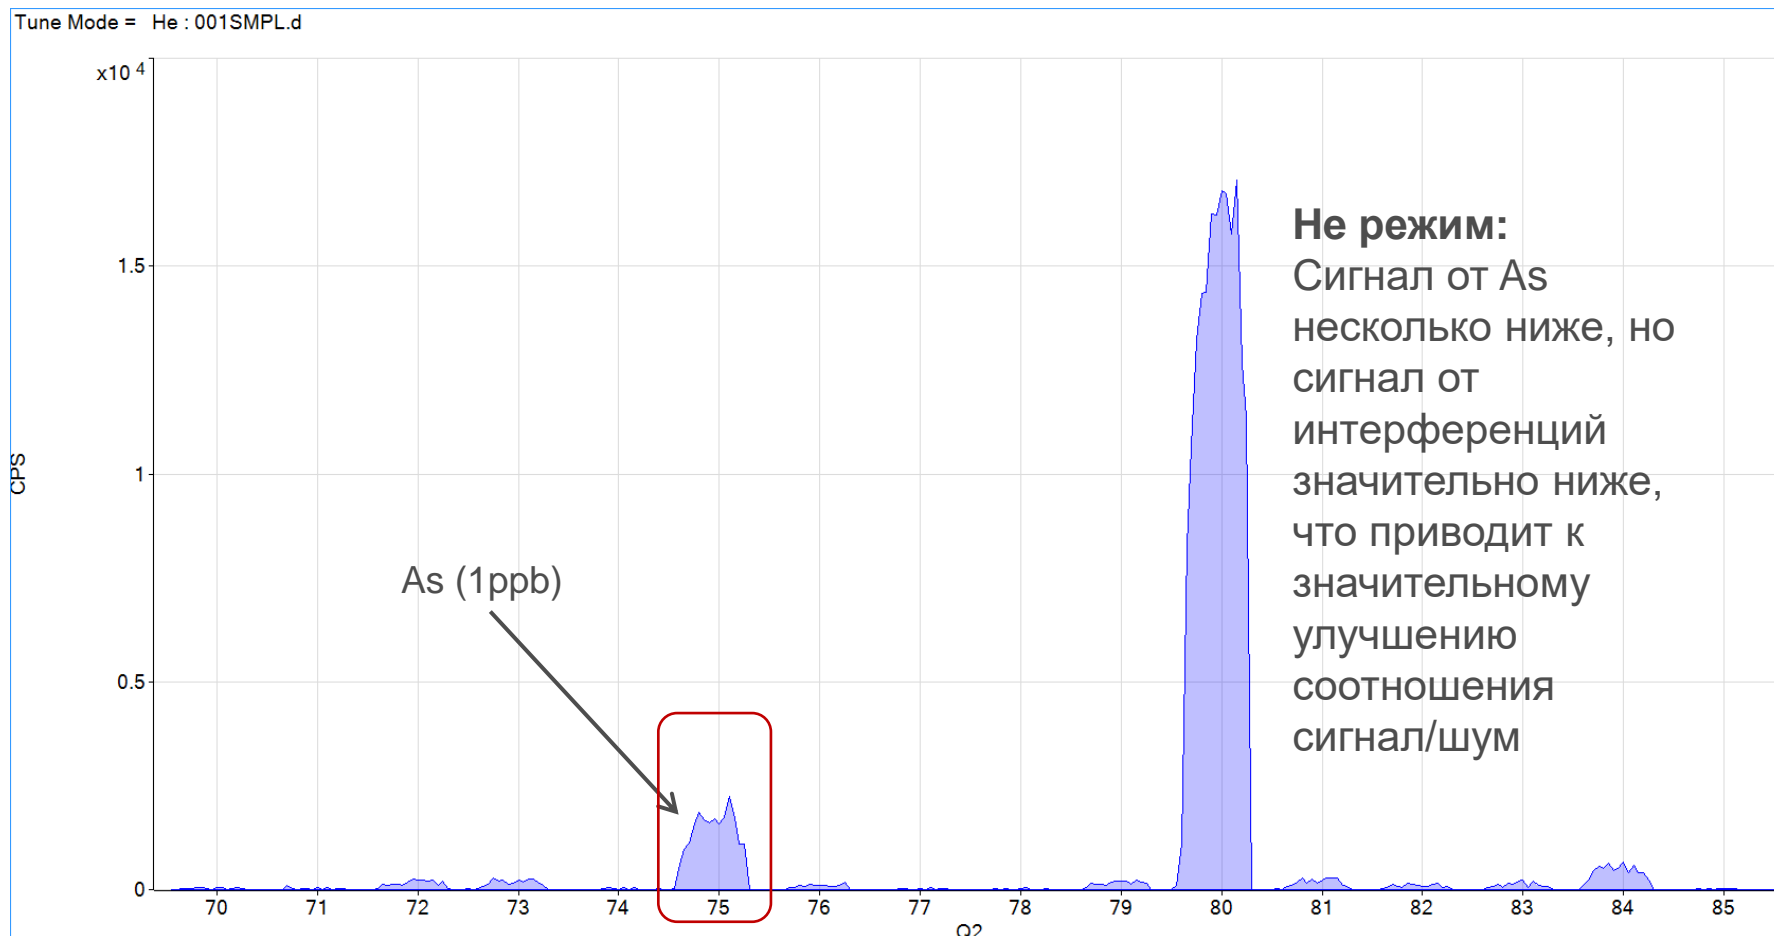 Tune Mode = He : 001SMPL.d
x10 4
1.5
1
0.5
0
CPS
As (1ppb)
He режим:
Сигнал от As
несколько ниже, но
сигнал от
интерференций
значительно ниже,
что приводит к
значительному
улучшению
соотношения
сигнал/шум
70 71 72 73 74 75 76 77 78 79 80 81 82 83 84 85
Q2